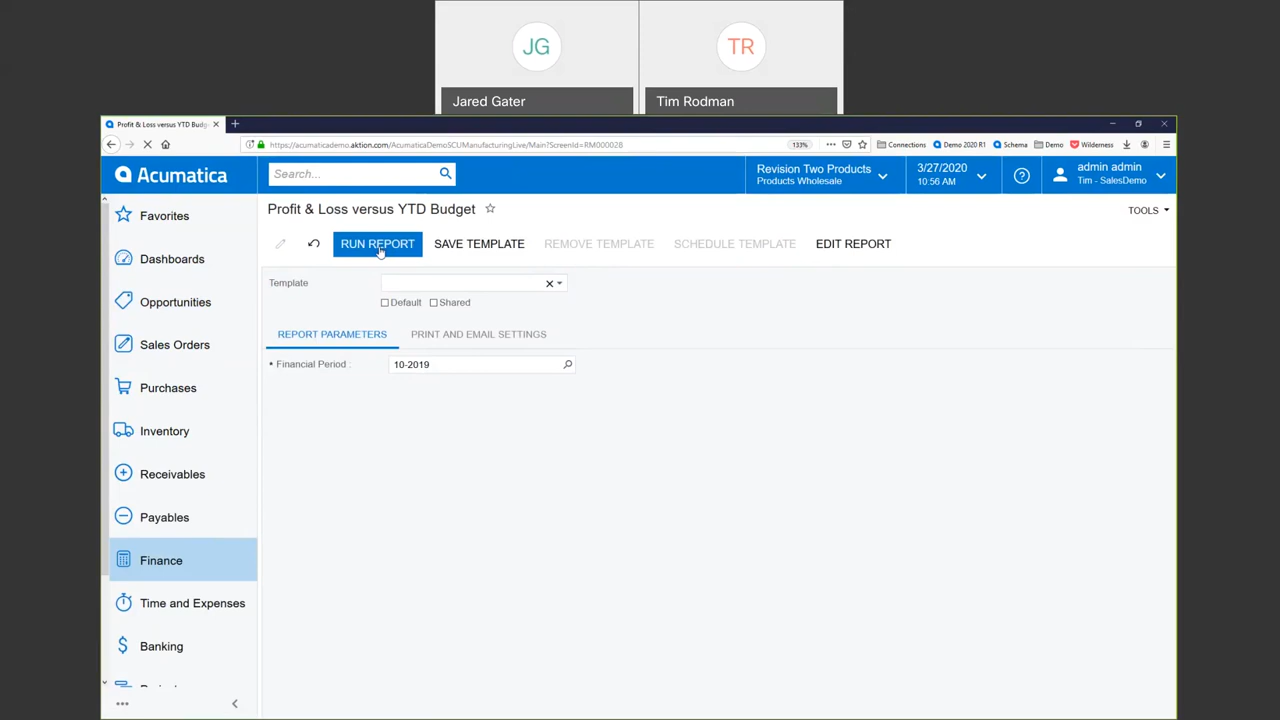 JG
TR
Jared Gater
Tim Rodman
Profit & Loss versus YTD Budg
https://acumaticademo.aktion.com/AcumaticaDemoSCUManufacturingLive/Main?ScreenId=RM000028
133%
Connections
Demo 2020 R1
Schema
Demo
Wilderness
Acumatica
Search...
Revision Two Products
Products Wholesale
3/27/2020
10:56 AM
admin admin
Tim - SalesDemo
Favorites
Dashboards
Opportunities
Sales Orders
Purchases
Inventory
Receivables
Payables
Finance
Time and Expenses
Banking
Profit & Loss versus YTD Budget
TOOLS
RUN REPORT
SAVE TEMPLATE
REMOVE TEMPLATE
SCHEDULE TEMPLATE
EDIT REPORT
Template
Default
Shared
REPORT PARAMETERS
PRINT AND EMAIL SETTINGS
• Financial Period :
10-2019